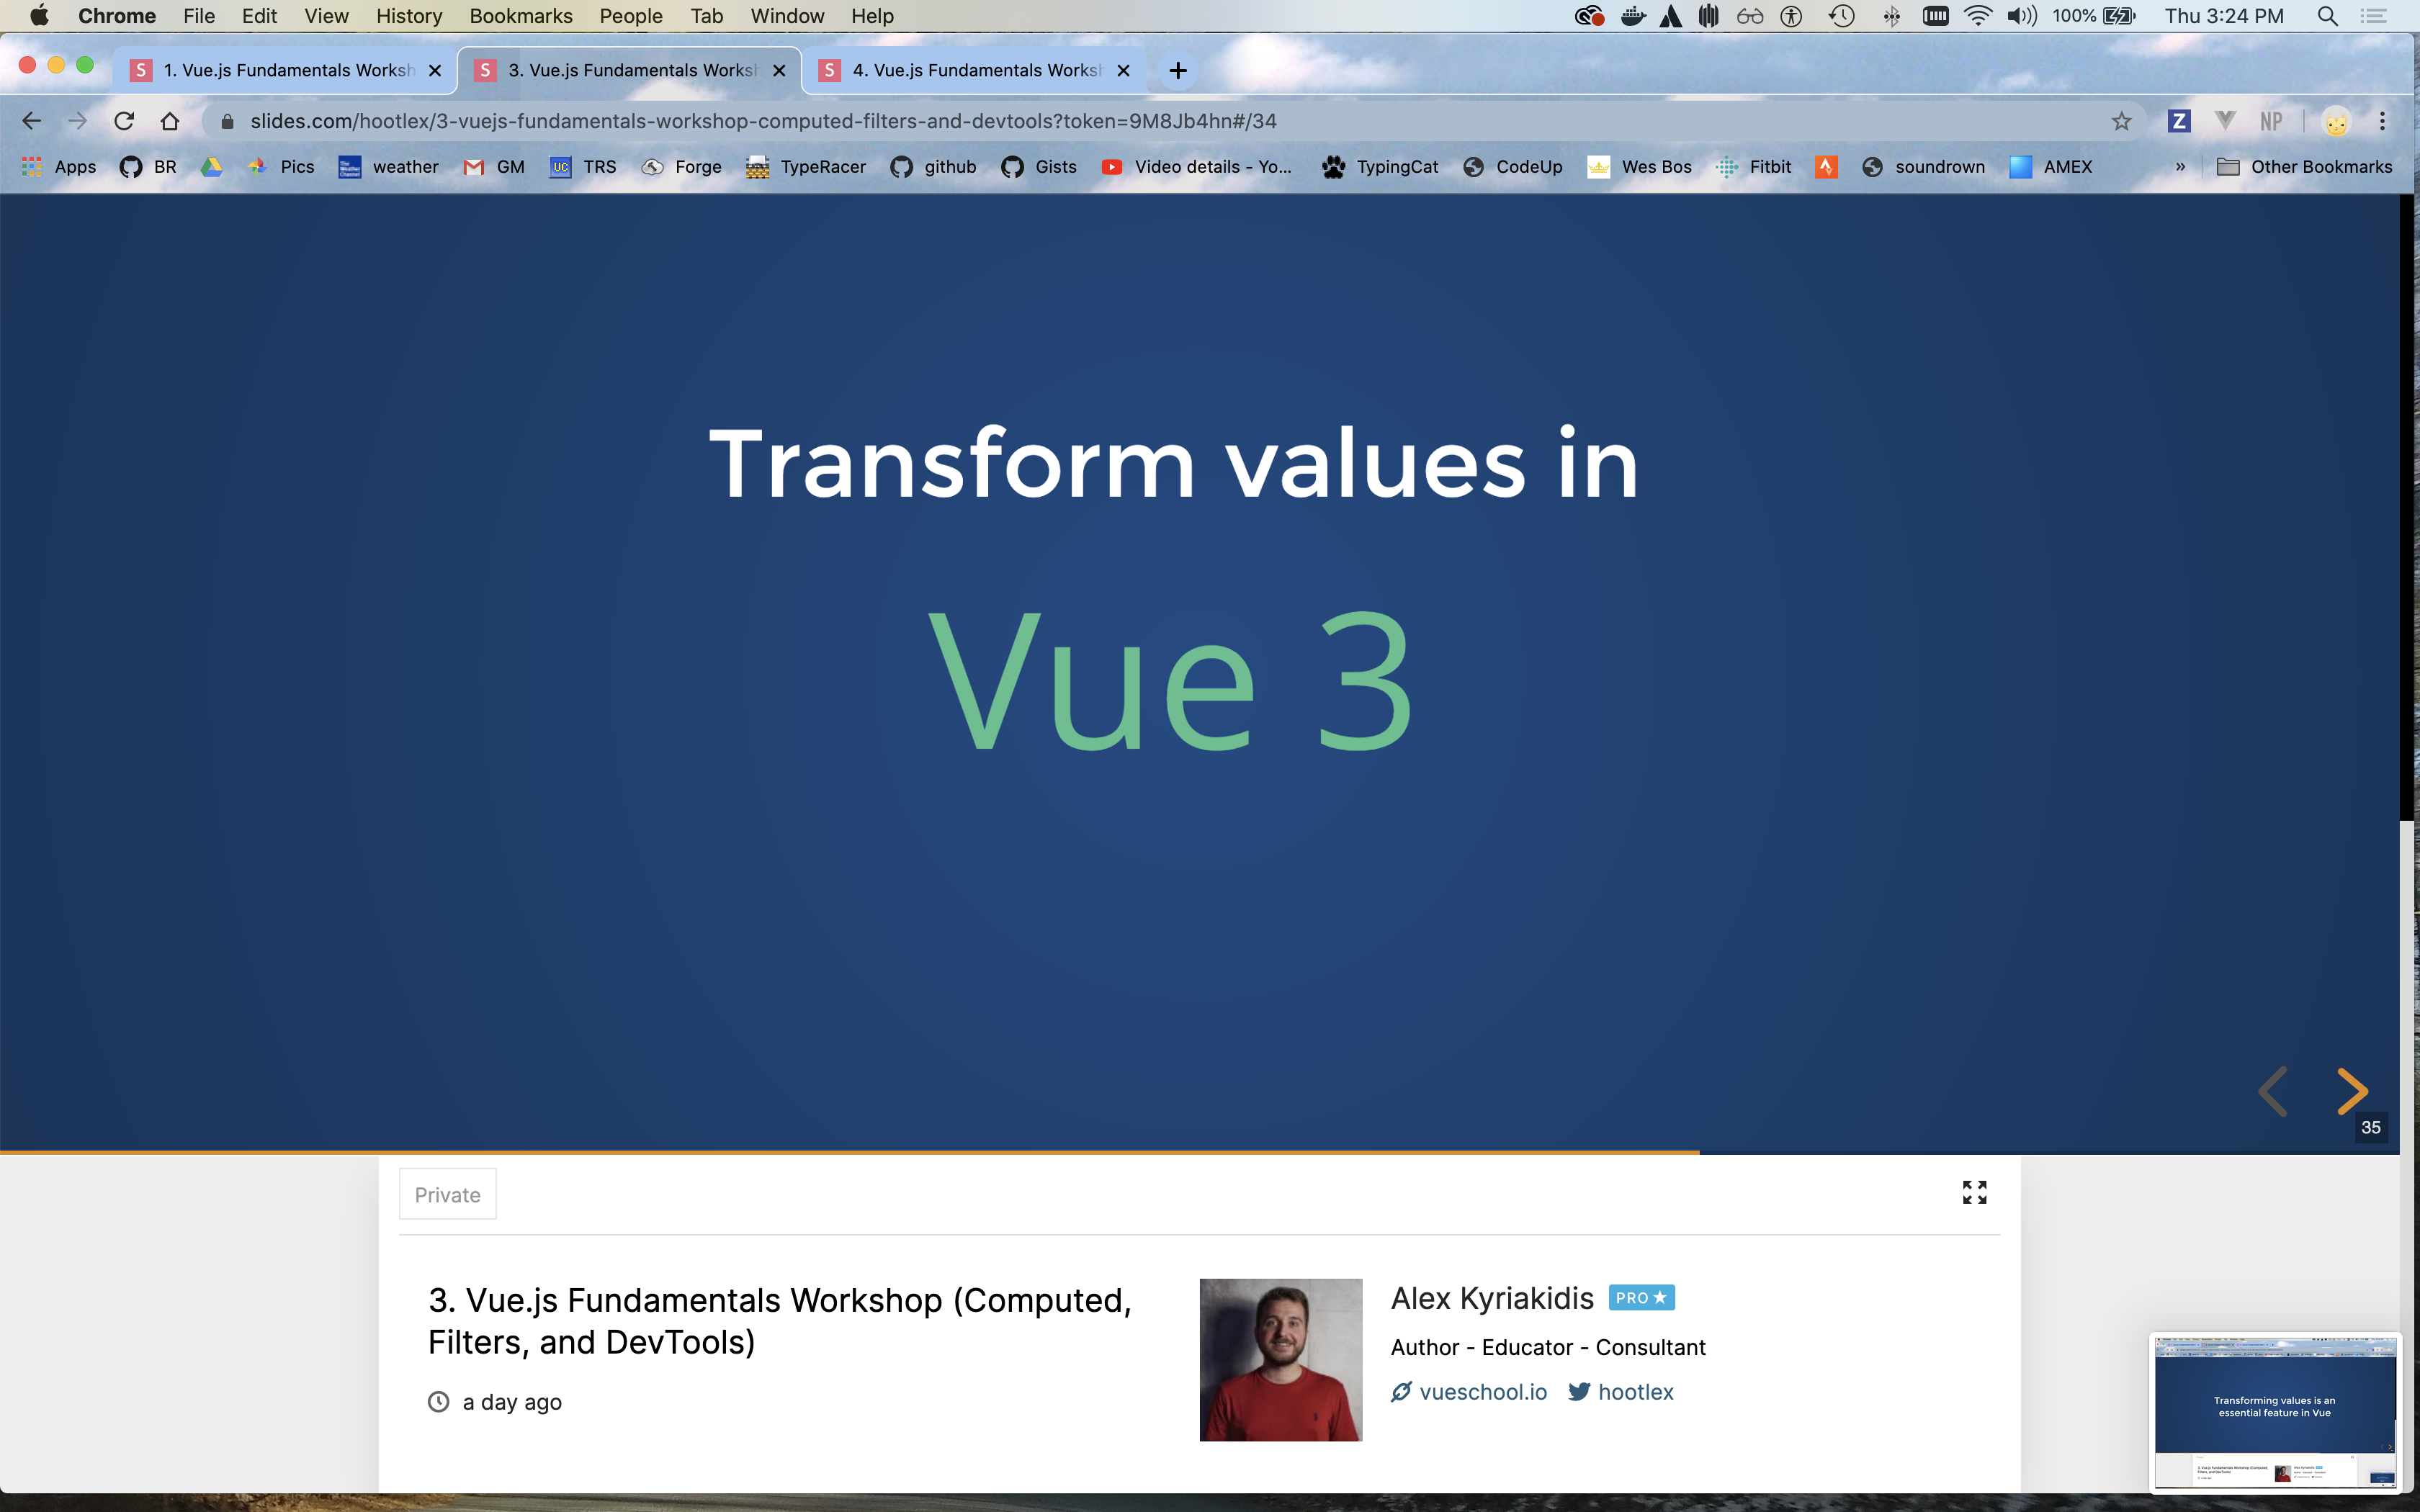 Chrome File Edit View History Bookmarks People Tab Window Help 100% Thu 3:24 PM
S 1. Vue.js Fundamentals Worksh S 3. Vue.js Fundamentals Works S 4. Vue.js Fundamentals Works
slides.com/hootlex/3-vuejs-fundamentals-workshop-computed-filters-and-devtools?token=9M8Jb4hn#/34 Z NP
Apps BR Pics weather GM UC TRS Forge TypeRacer github Gists Video details - Yo... TypingCat CodeUp Wes Bos Fitbit soundrown AMEX » Other Bookmarks
Transform values in
Vue 3
35
Private
3. Vue.js Fundamentals Workshop (Computed,
Filters, and DevTools)
a day ago
Alex Kyriakidis PRO
Author - Educator - Consultant
vueschool.io hootlex
Transforming values is an
essential feature in Vue